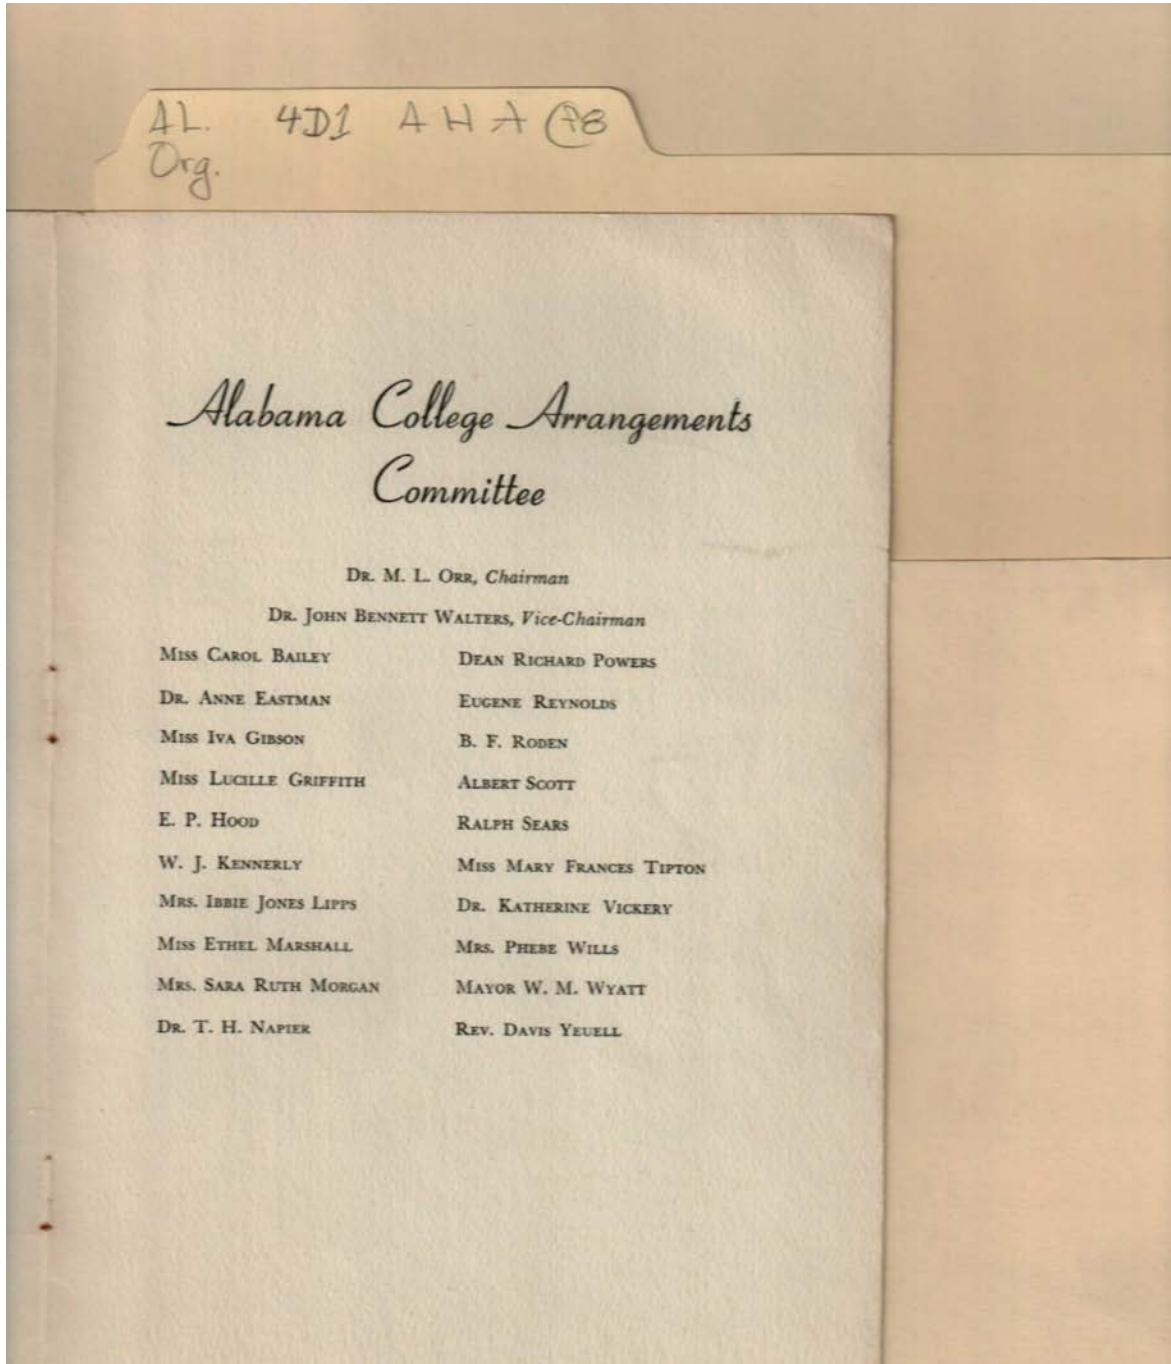 AL. 4D1 A H A
Org.
Alabama College Arrangements
Committee
DR. M. L. ORR, Chairman
DR. JOHN BENNETT WALTERS, Vice-Chairman
MISS CAROL BAILEY
DR. ANNE EASTMAN
MISS IVA GIBSON
MISS LUCILLE GRIFFITH
E. P. HOOD
W. J. KENNERLY
MRS. IBBIE JONES LIPPS
MISS ETHEL MARSHALL
MRS. SARA RUTH MORGAN
DR. T. H. NAPIER
DEAN RICHARD POWERS
EUGENE REYNOLDS
B. F. RODEN
ALBERT SCOTT
RALPH SEARS
MISS MARY FRANCES TIPTON
DR. KATHERINE VICKERY
MRS. PHEBE WILLS
MAYOR W. M. WYATT
REV. DAVIS YEUELL